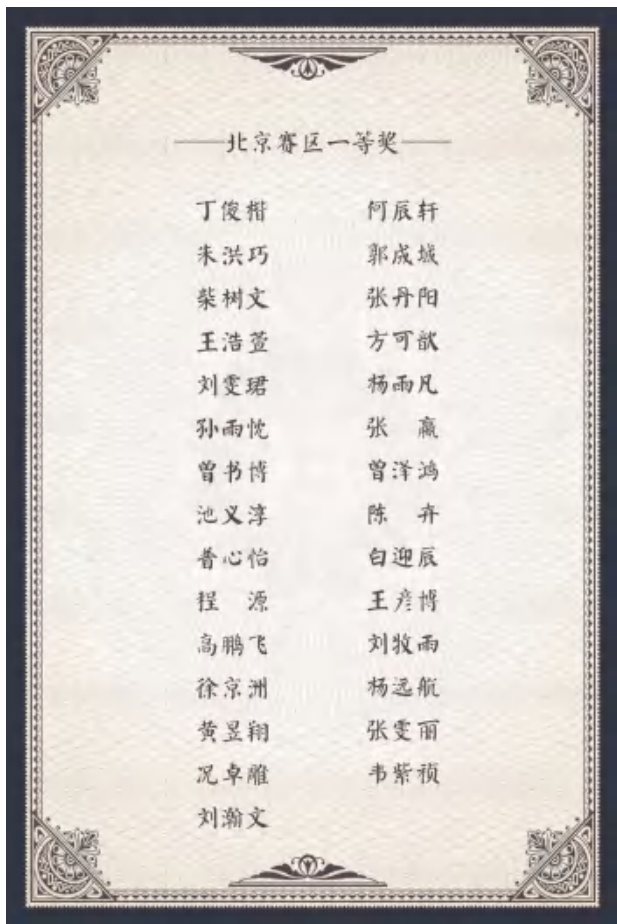 北京赛区一等奖
丁俊楷 何辰轩
朱洪巧 郭成城
柴树文 张丹阳
王浩萱 方可歆
刘雯珺 杨雨凡
孙雨忱 张 赢
曾书博 曾泽鸿
池义淳 陈 卉
普心怡 白迎辰
程 源 王彦博
高鹏飞 刘牧雨
徐京洲 杨远航
黄昱翔 张雯丽
况卓雕 韦紫祯
刘瀚文